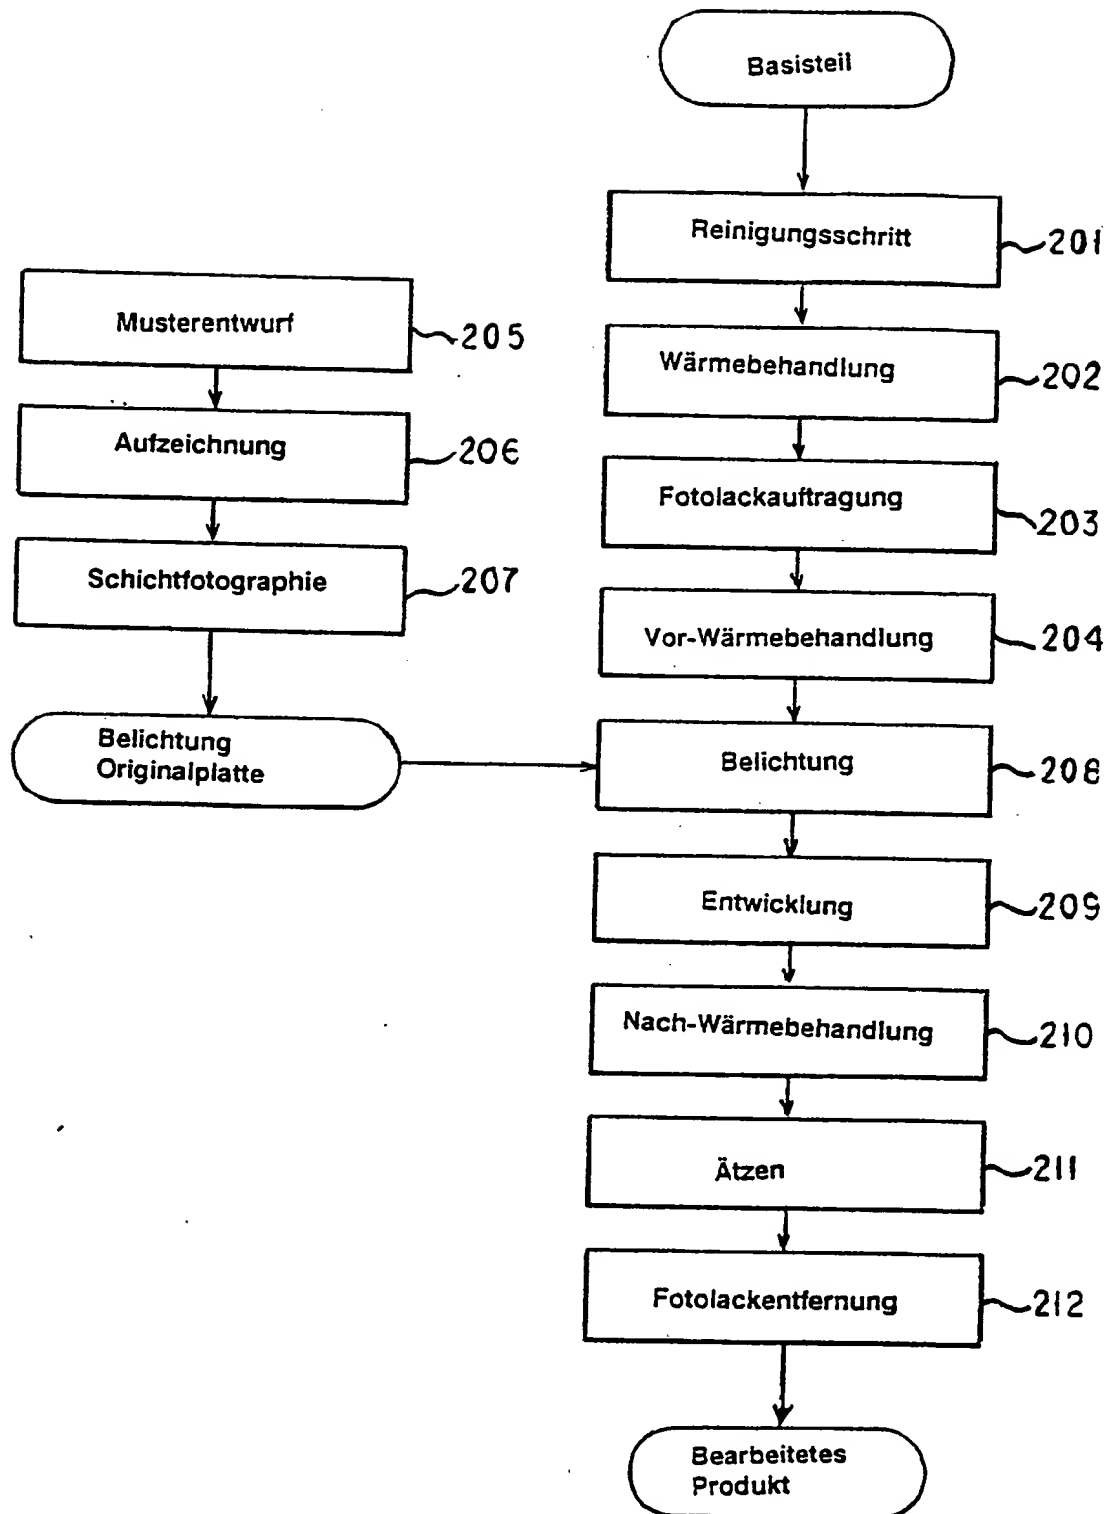 Basisteil
Reinigungsschritt
201
Wärmebehandlung
202
Fotolackauftragung
203
Vor-Wärmebehandlung
204
Musterentwurf
205
Aufzeichnung
206
Schichtfotographie
207
Belichtung
Originalplatte
Belichtung
208
Entwicklung
209
Nach-Wärmebehandlung
210
Ätzen
211
Fotolackentfernung
212
Bearbeitetes
Produkt